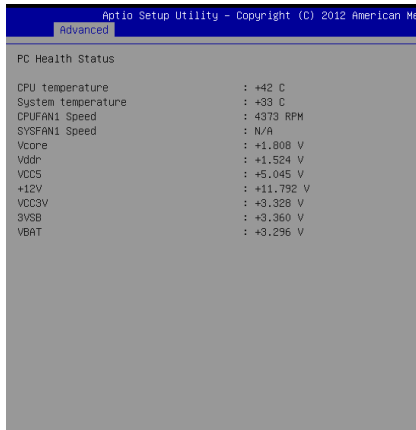 Aptio Setup Utility – Copyright (C) 2012 American Me
Advanced
PC Health Status
CPU temperature : +42 C
System temperature : +33 C
CPUFAN1 Speed : 4373 RPM
SYSFAN1 Speed : N/A
Vcore : +1.808 V
Vddr : +1.524 V
VCC5 : +5.045 V
+12V : +11.792 V
VCC3V : +3.328 V
3VSB : +3.360 V
VBAT : +3.296 V